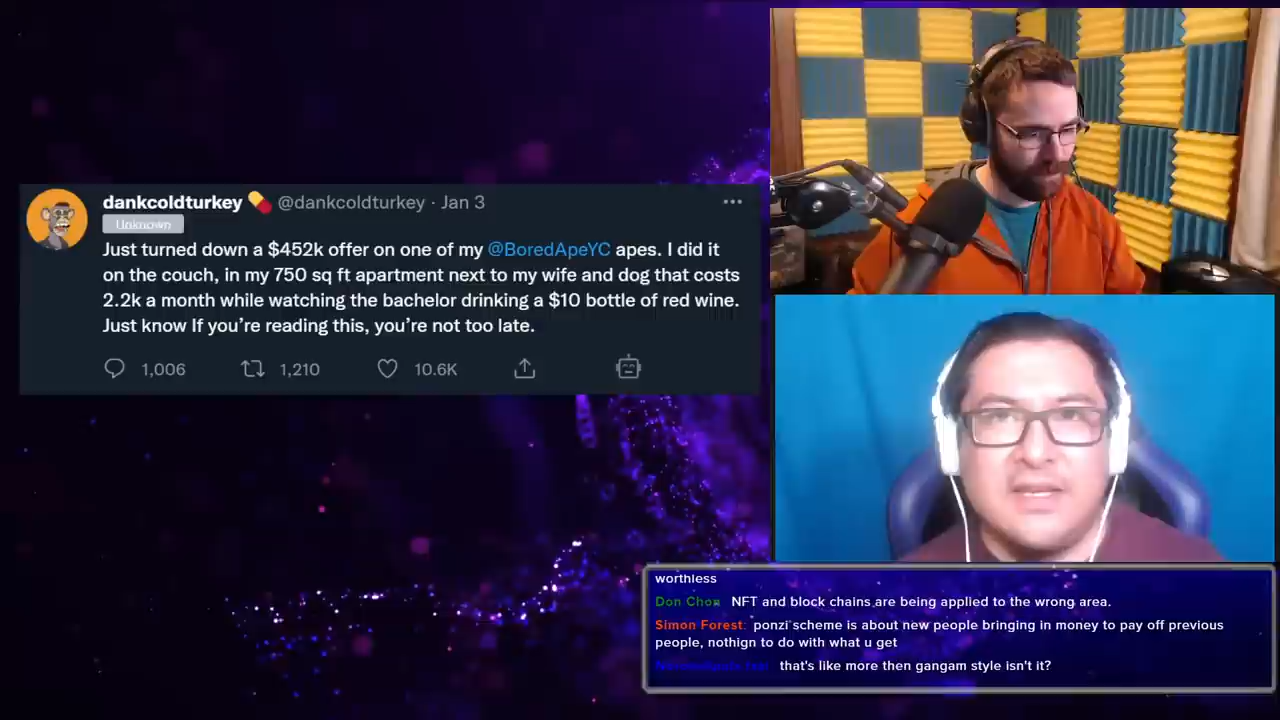 dankcoldturkey @dankcoldturkey · Jan 3
Unknown
Just turned down a $452k offer on one of my @BoredApeYC apes. I did it
on the couch, in my 750 sq ft apartment next to my wife and dog that costs
2.2k a month while watching the bachelor drinking a $10 bottle of red wine.
Just know If you’re reading this, you’re not too late.
1,006 1,210 10.6K
worthless
Don Chon NFT and block chains are being applied to the wrong area.
Simon Forest: ponzi scheme is about new people bringing in money to pay off previous
people, nothign to do with what u get
that's like more then gangam style isn't it?